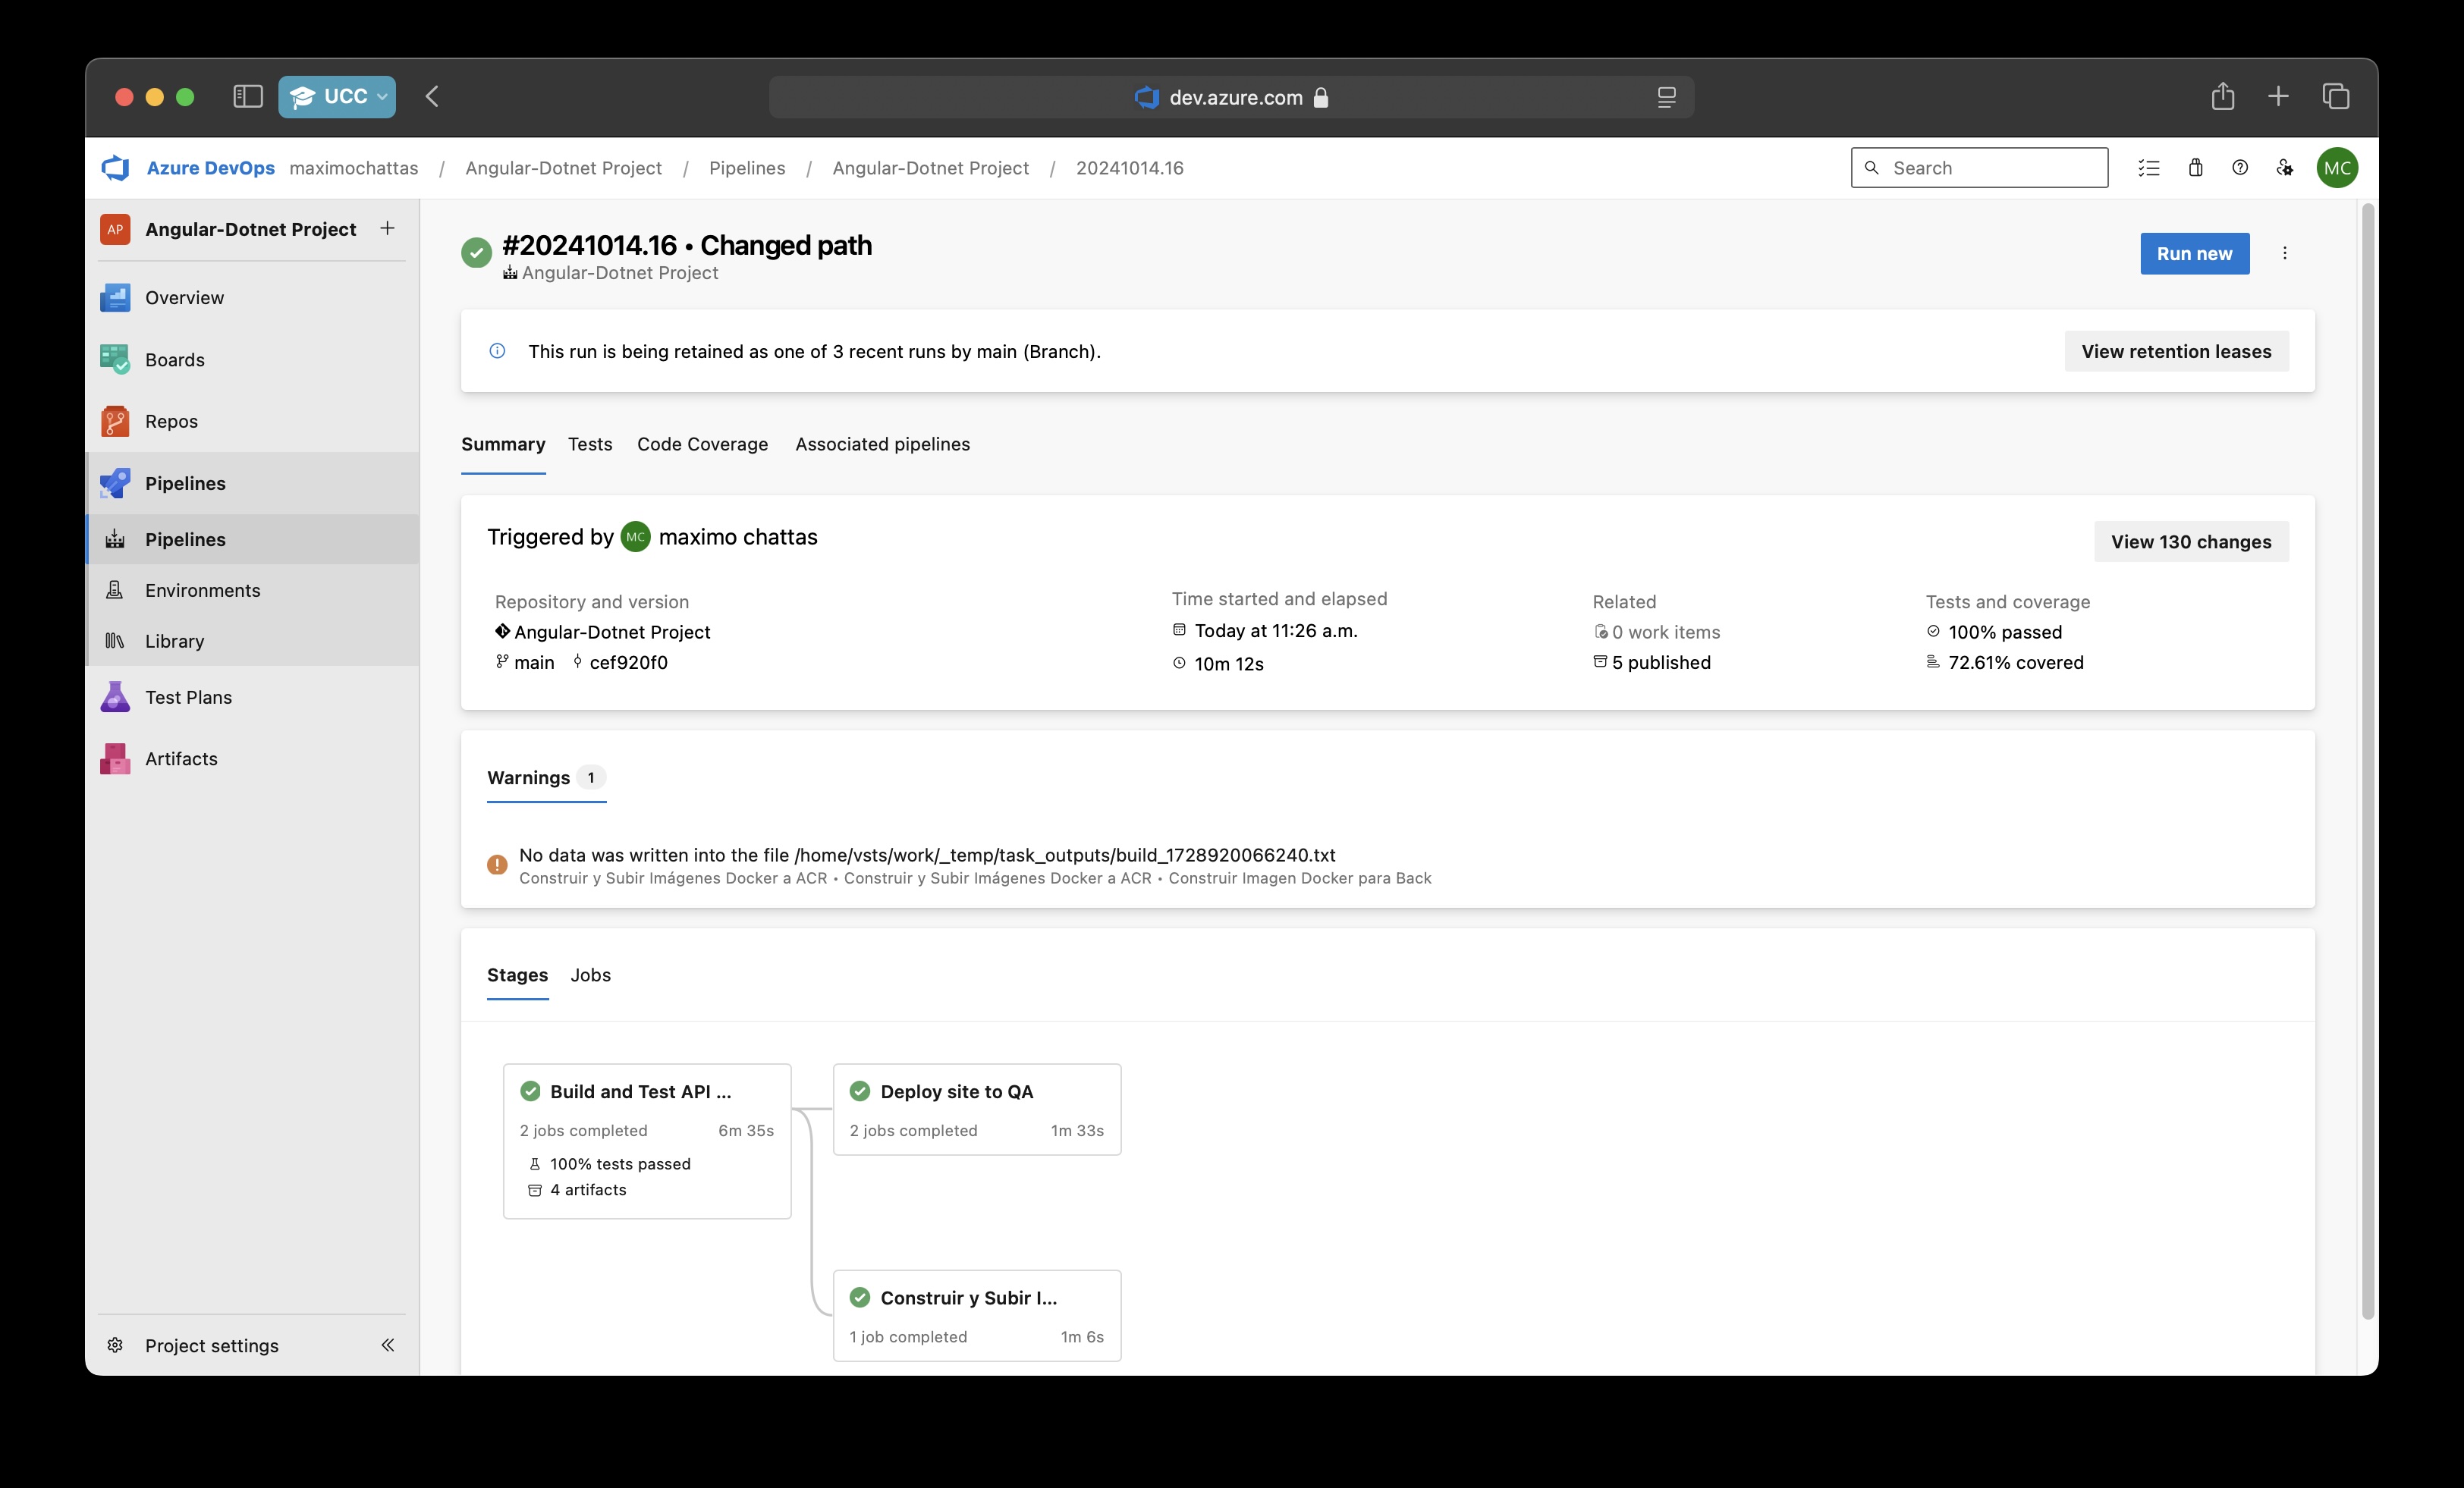 UCC
dev.azure.com
Azure DevOps maximochattas / Angular-Dotnet Project / Pipelines / Angular-Dotnet Project / 20241014.16
Search
MC
AP Angular-Dotnet Project
Overview
Boards
Repos
Pipelines
Pipelines
Environments
Library
Test Plans
Artifacts
Project settings
#20241014.16 • Changed path
Angular-Dotnet Project
Run new
This run is being retained as one of 3 recent runs by main (Branch).
View retention leases
Summary Tests Code Coverage Associated pipelines
Triggered by MC maximo chattas
View 130 changes
Repository and version
Angular-Dotnet Project
main cef920f0
Time started and elapsed
Today at 11:26 a.m.
10m 12s
Related
0 work items
5 published
Tests and coverage
100% passed
72.61% covered
Warnings 1
No data was written into the file /home/vsts/work/_temp/task_outputs/build_1728920066240.txt
Construir y Subir Imágenes Docker a ACR • Construir y Subir Imágenes Docker a ACR • Construir Imagen Docker para Back
Stages Jobs
Build and Test API ...
2 jobs completed 6m 35s
100% tests passed
4 artifacts
Deploy site to QA
2 jobs completed 1m 33s
Construir y Subir I...
1 job completed 1m 6s